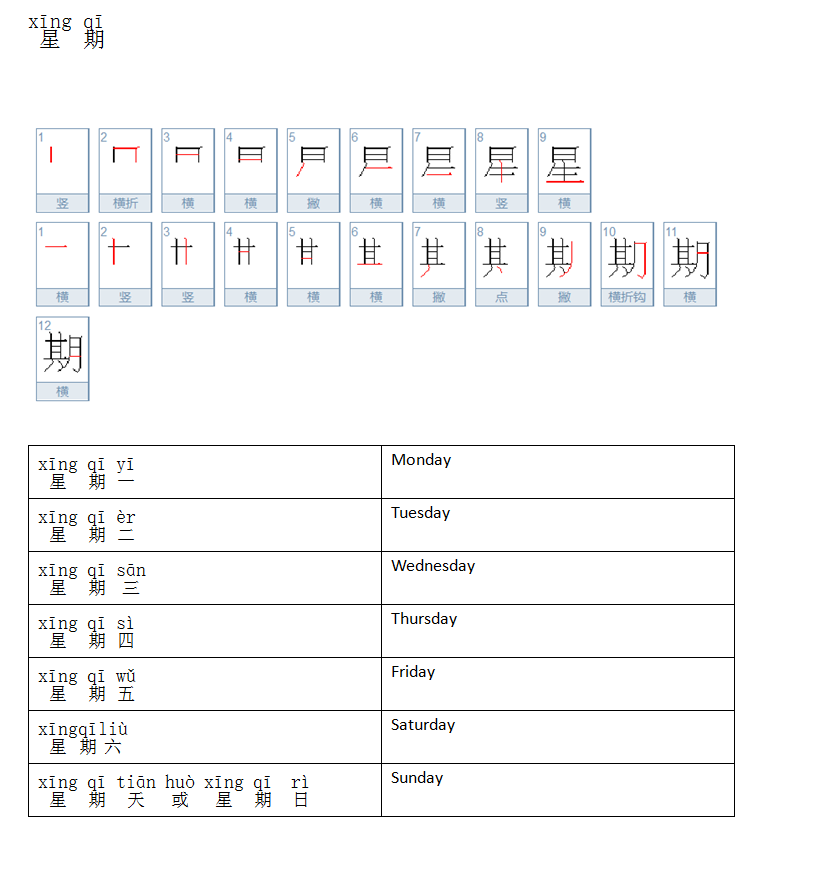 xīng qī
星 期
1 2 3 4 5 6 7 8 9
竖 横折 横 横 撇 横 横 竖 横
1 2 3 4 5 6 7 8 9 10 11
横 竖 竖 横 横 横 撇 点 撇 横折钩 横
12
期
横
xīng qī yī
星 期 一
Monday
xīng qī èr
星 期 二
Tuesday
xīng qī sān
星 期 三
Wednesday
xīng qī sì
星 期 四
Thursday
xīng qī wǔ
星 期 五
Friday
xīngqīliù
星 期 六
Saturday
xīng qī tiān huò xīng qī rì
星 期 天 或 星 期 日
Sunday